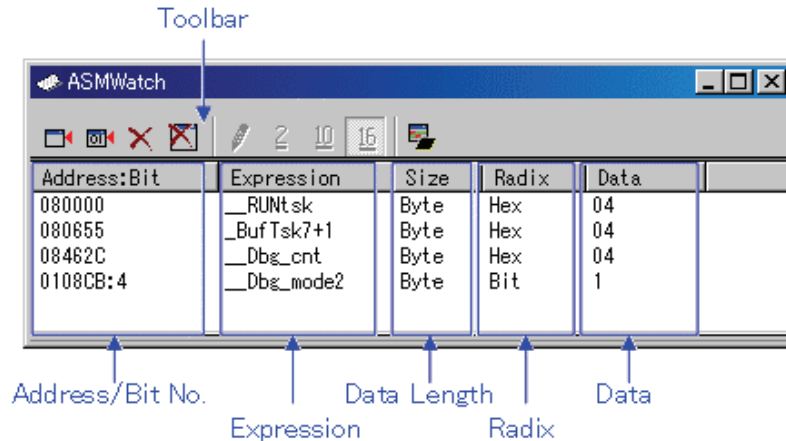 Toolbar
ASMWatch
2 10 16
Address:Bit Expression Size Radix Data
080000 __RUNtsk Byte Hex 04
080655 _BufTsk7+1 Byte Hex 04
08462C __Dbg_cnt Byte Hex 04
0108CB:4 __Dbg_mode2 Byte Bit 1
Address/Bit No. Data Length Data
Expression Radix